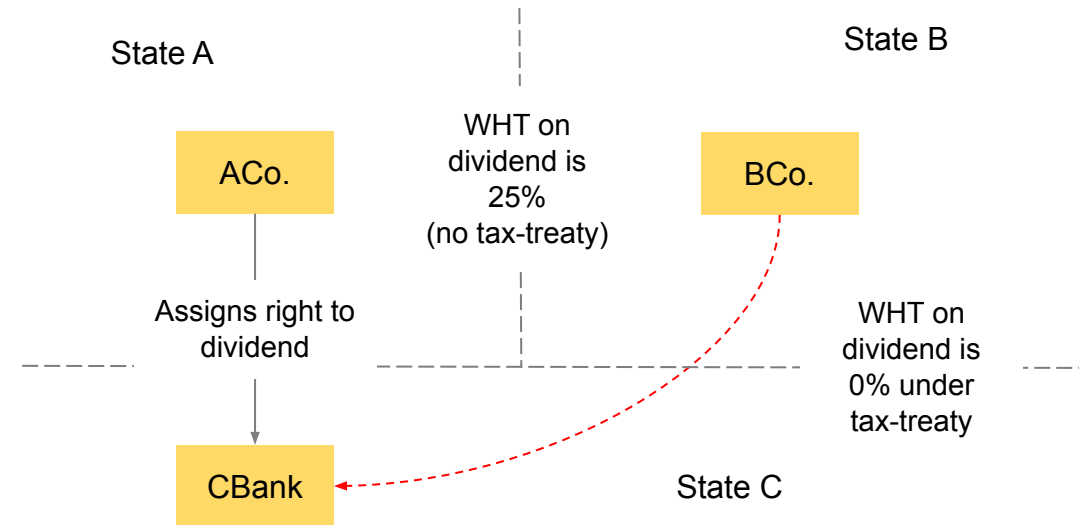 State A
State B
ACo.
WHT on
dividend is
25%
(no tax-treaty)
BCo.
Assigns right to
dividend
WHT on
dividend is
0% under
tax-treaty
CBank
State C